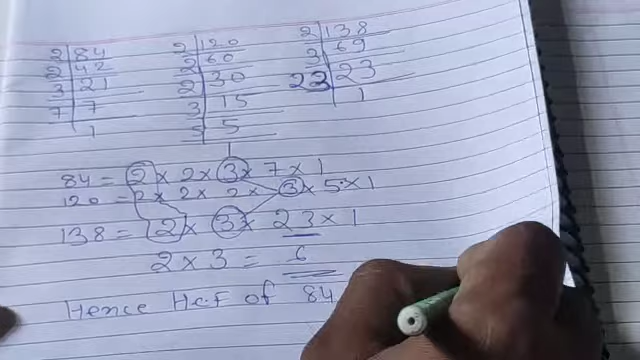 2 | 84
2 | 42
3 | 21
7 | 7
1
2 | 120
2 | 60
2 | 30
3 | 15
5 | 5
1
2 | 138
3 | 69
23 | 23
1
84 = 2 × 2 × 3 × 7 × 1
120 = 2 × 2 × 2 × 3 × 5 × 1
138 = 2 × 3 × 23 × 1
2 × 3 = 6
Hence H.C.F of 84